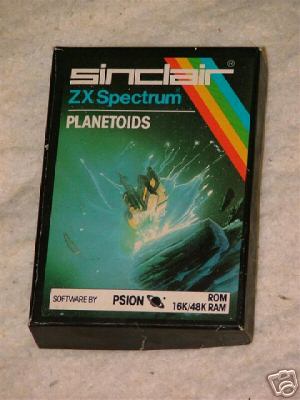 sinclair ®
ZX Spectrum
PLANETOIDS
SOFTWARE BY PSION ROM
16K/48K RAM